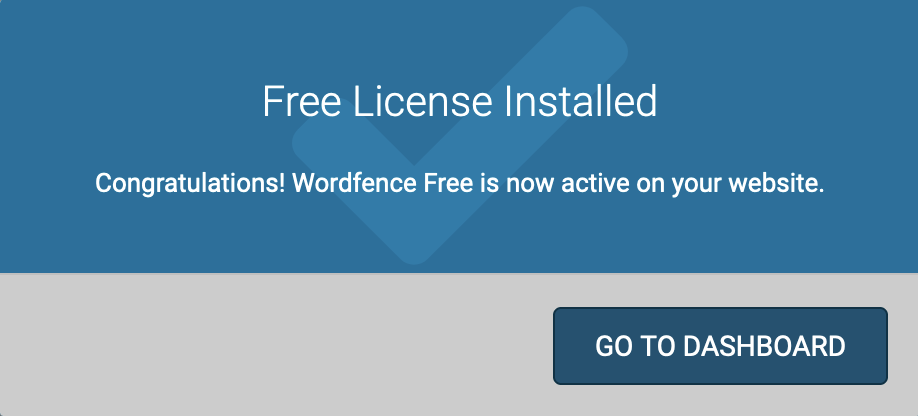 Free License Installed
Congratulations! Wordfence Free is now active on your website.
GO TO DASHBOARD